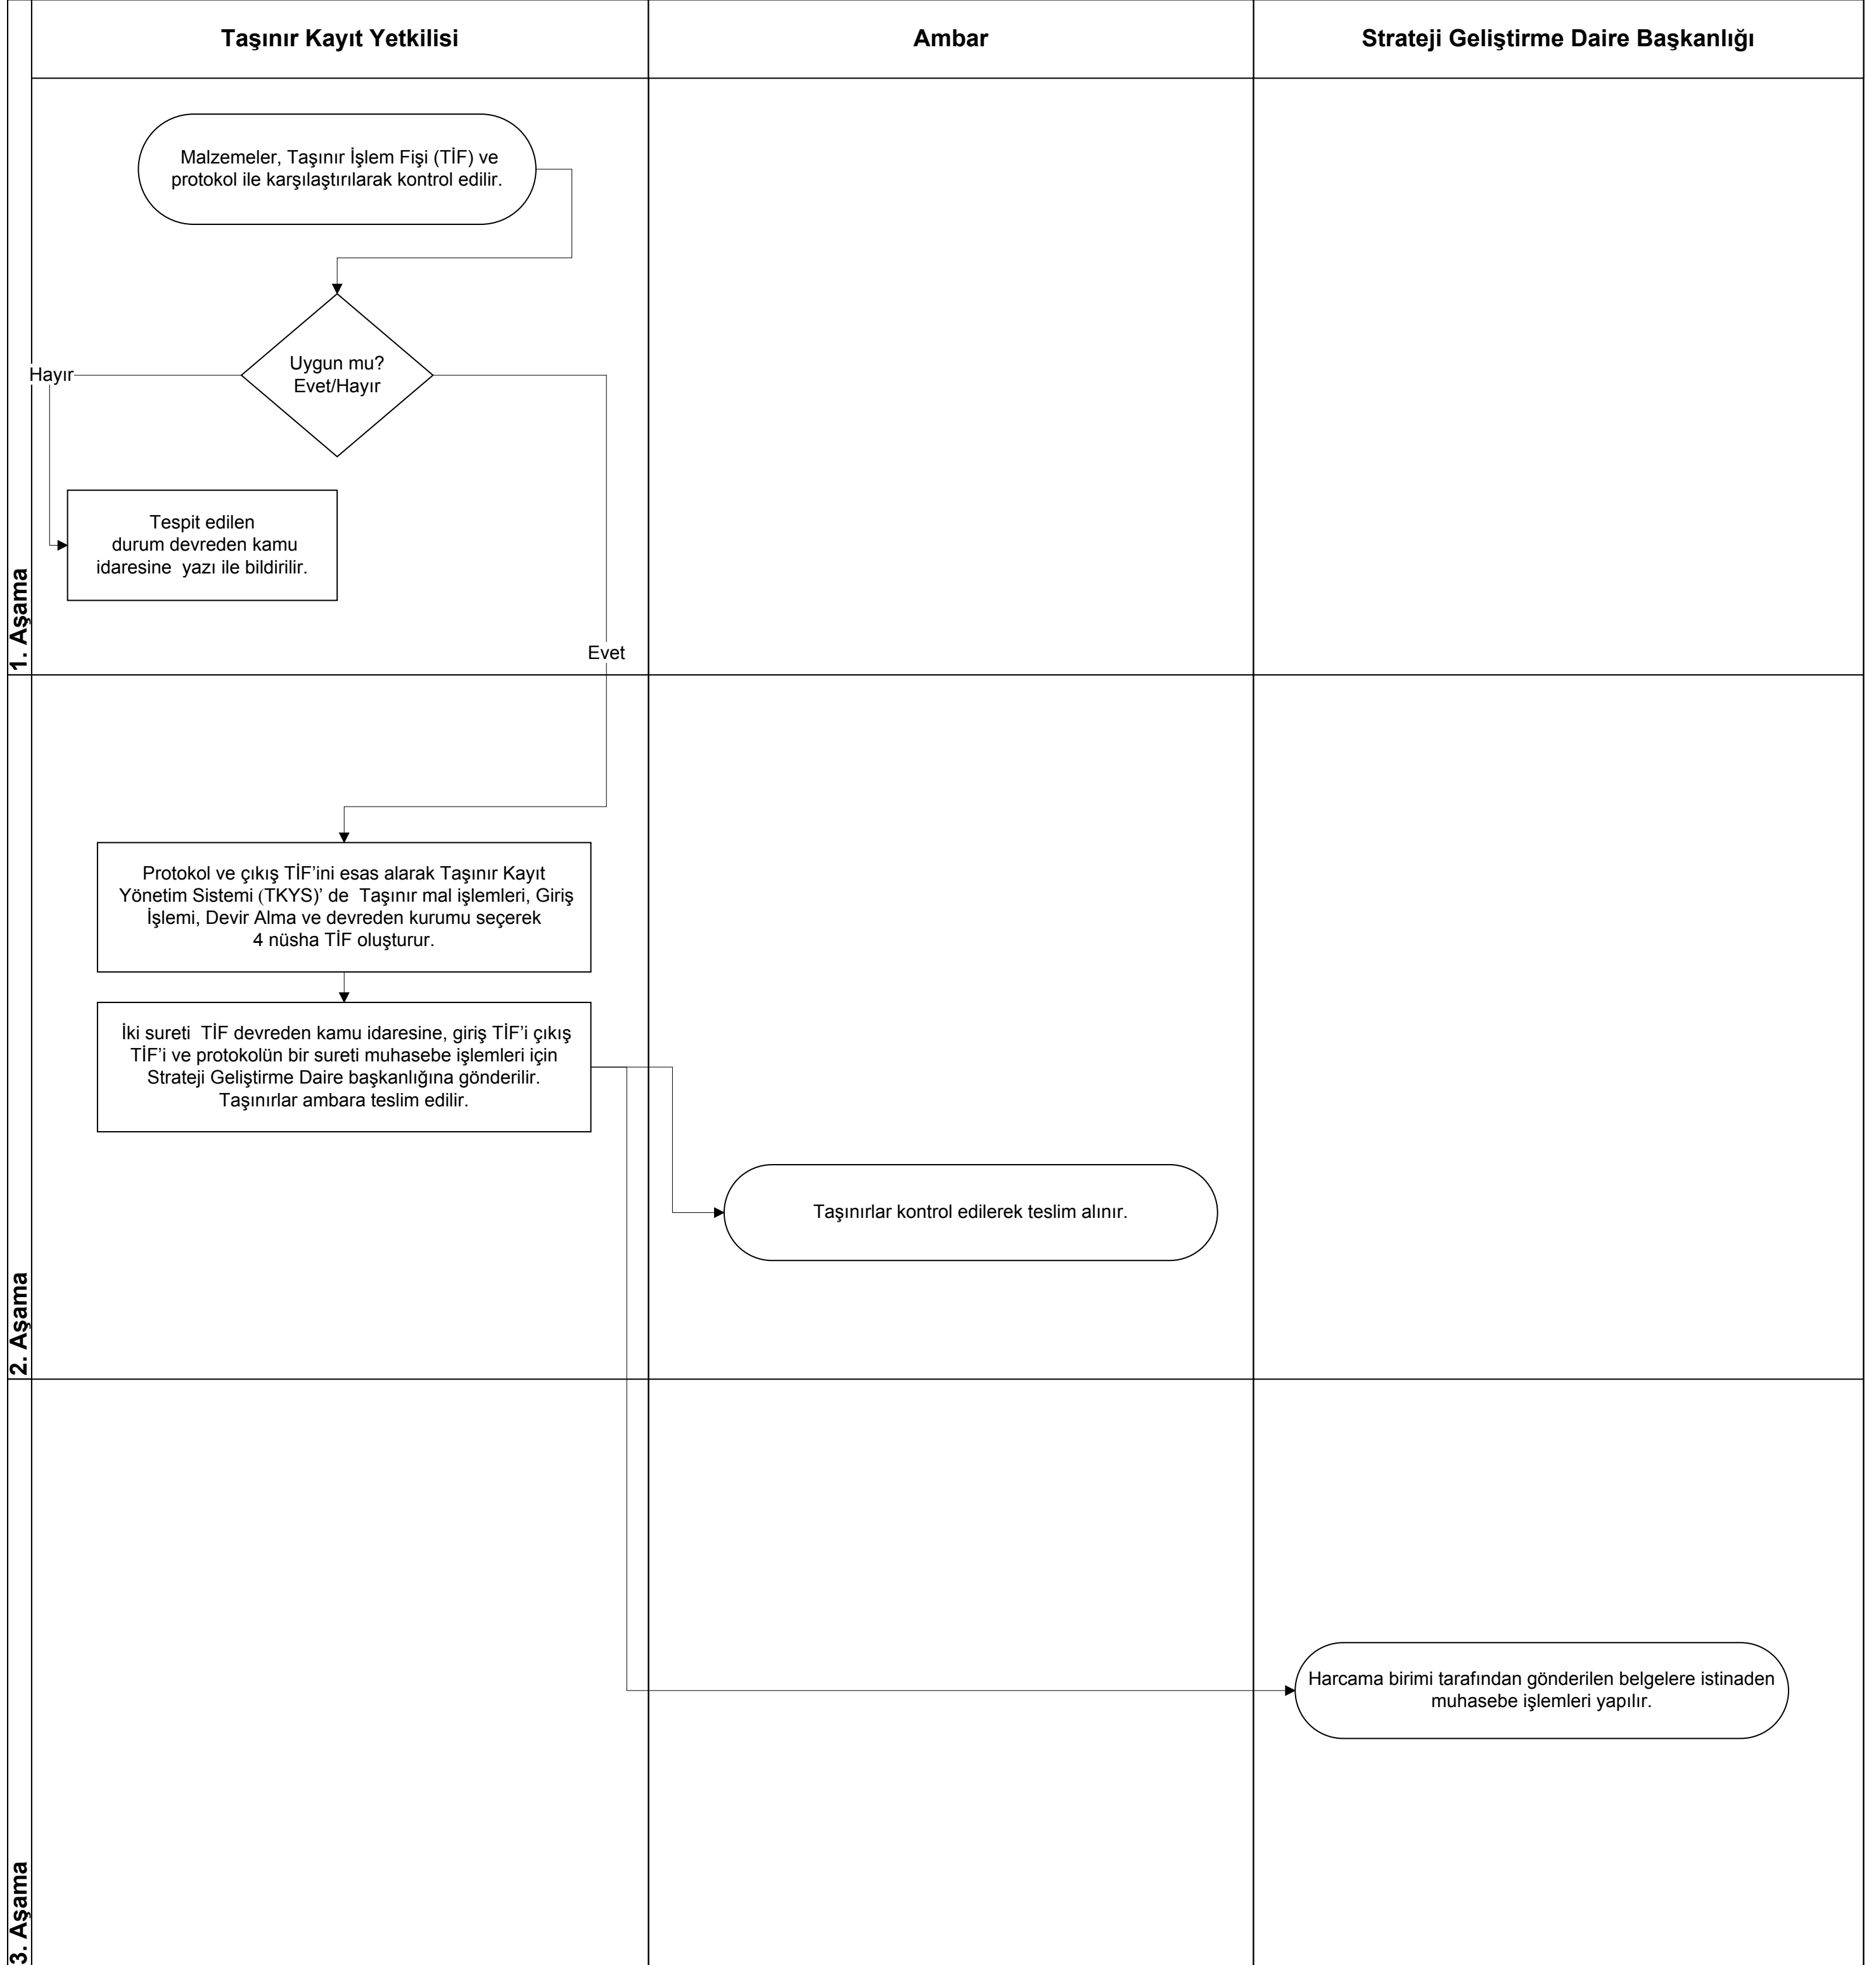 Taşınır Kayıt Yetkilisi
Ambar
Strateji Geliştirme Daire Başkanlığı
1. Aşama
Malzemeler, Taşınır İşlem Fişi (TİF) ve
protokol ile karşılaştırılarak kontrol edilir.
Uygun mu?
Evet/Hayır
Hayır
Tespit edilen
durum devreden kamu
idaresine yazı ile bildirilir.
Evet
2. Aşama
Protokol ve çıkış TİF’ini esas alarak Taşınır Kayıt
Yönetim Sistemi (TKYS)’ de Taşınır mal işlemleri, Giriş
İşlemi, Devir Alma ve devreden kurumu seçerek
4 nüsha TİF oluşturur.
İki sureti TİF devreden kamu idaresine, giriş TİF’i çıkış
TİF’i ve protokolün bir sureti muhasebe işlemleri için
Strateji Geliştirme Daire başkanlığına gönderilir.
Taşınırlar ambara teslim edilir.
Taşınırlar kontrol edilerek teslim alınır.
3. Aşama
Harcama birimi tarafından gönderilen belgelere istinaden
muhasebe işlemleri yapılır.